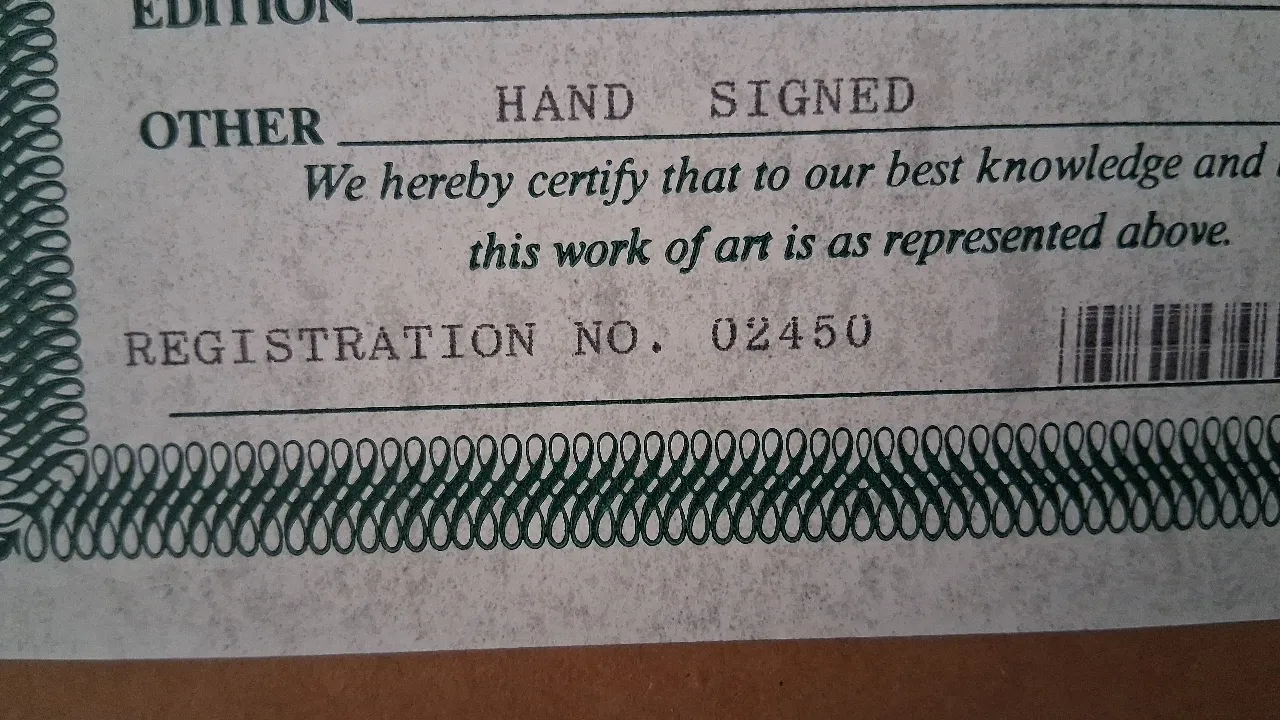 EDITION
OTHER HAND SIGNED
We hereby certify that to our best knowledge and
this work of art is as represented above.
REGISTRATION NO. 02450